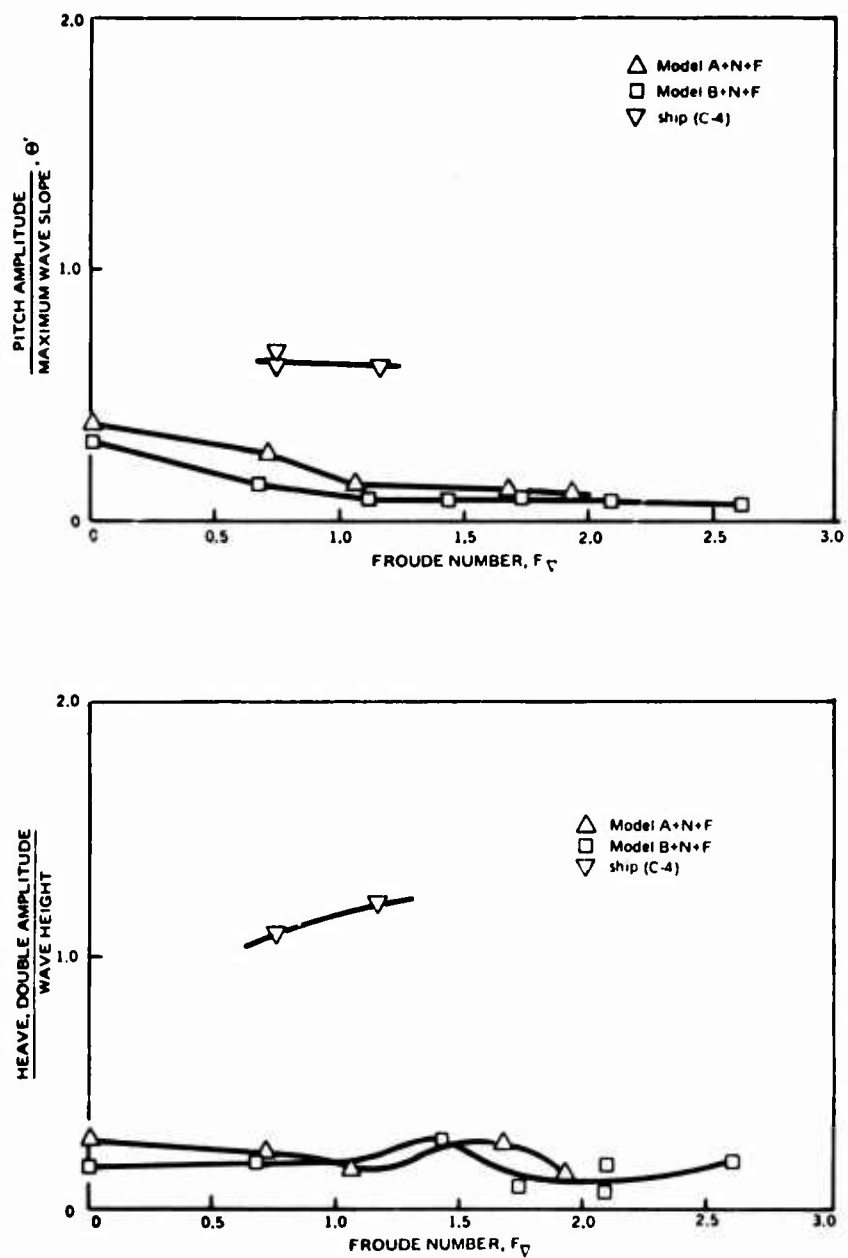 2.0
△ Model A+N+F
□ Model B+N+F
▽ ship (C-4)
PITCH AMPLITUDE
MAXIMUM WAVE SLOPE , Θ'
1.0
0
0 0.5 1.0 1.5 2.0 2.5 3.0
FROUDE NUMBER, F∇
2.0
△ Model A+N+F
□ Model B+N+F
▽ ship (C-4)
HEAVE, DOUBLE AMPLITUDE
WAVE HEIGHT
1.0
0
0 0.5 1.0 1.5 2.0 2.5 3.0
FROUDE NUMBER, F∇